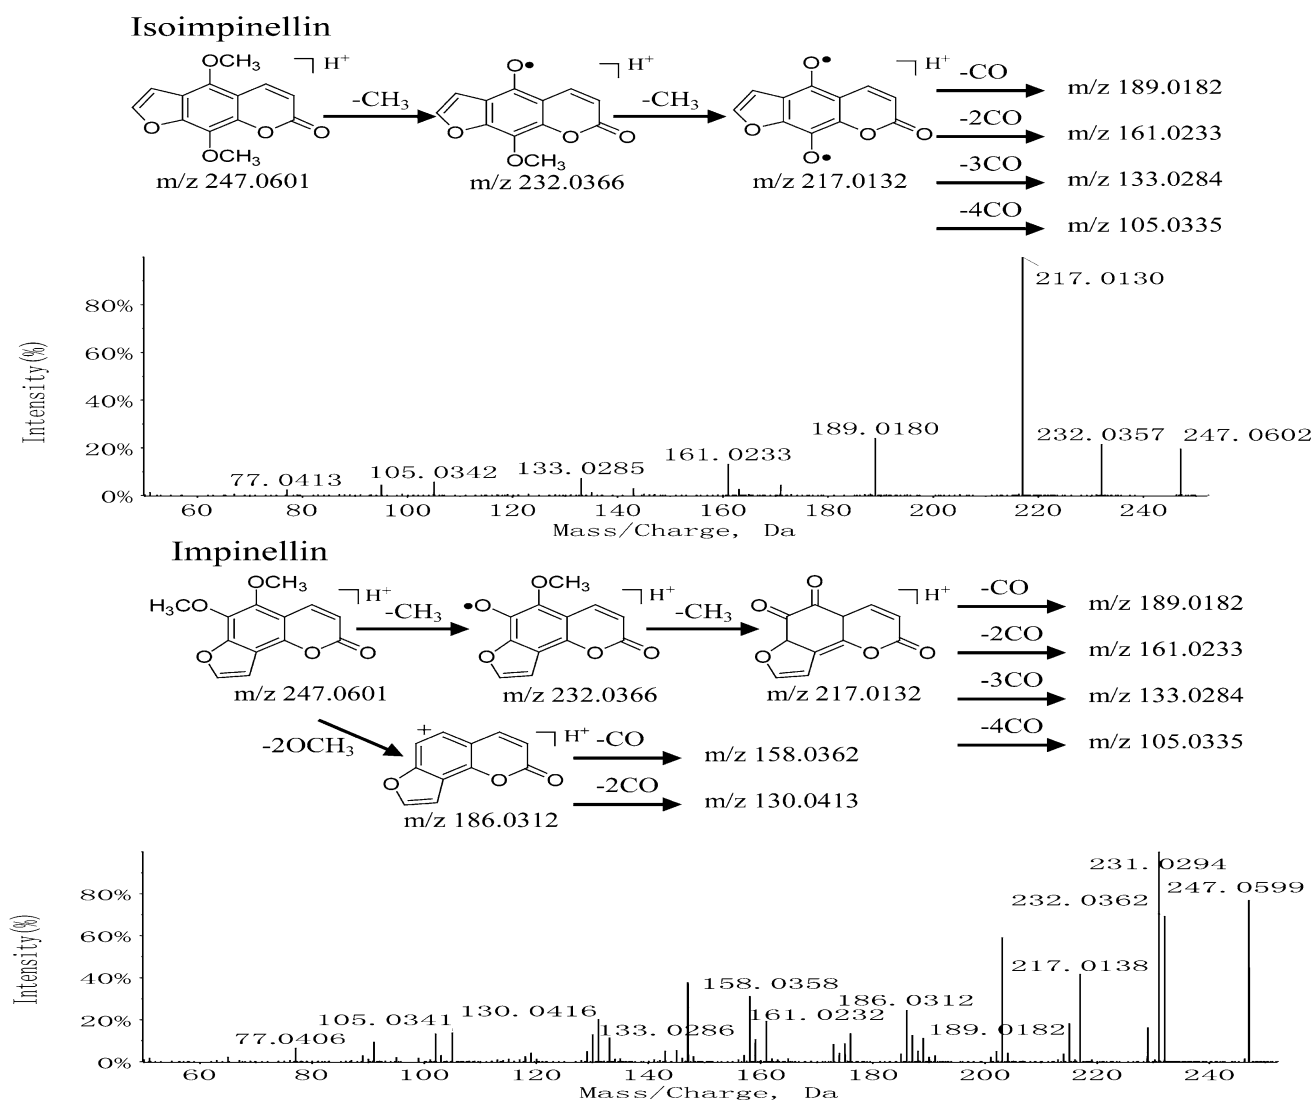 Isoimpinellin
OCH3
O
O
O
OCH3
H+
m/z 247.0601
-CH3
O•
O
O
O
OCH3
H+
m/z 232.0366
-CH3
O•
O
O
O
O•
H+
m/z 217.0132
-CO
m/z 189.0182
-2CO
m/z 161.0233
-3CO
m/z 133.0284
-4CO
m/z 105.0335
Intensity(%)
80%
60%
40%
20%
0%
77.0413
105.0342
133.0285
161.0233
189.0180
217.0130
232.0357
247.0602
60
80
100
120
140
160
180
200
220
240
Mass/Charge, Da
Impinellin
OCH3
H3CO
O
O
O
H+
m/z 247.0601
-CH3
•O
OCH3
O
O
O
H+
m/z 232.0366
-CH3
O
O
O
O
O
H+
m/z 217.0132
-CO
m/z 189.0182
-2CO
m/z 161.0233
-3CO
m/z 133.0284
-4CO
m/z 105.0335
-2OCH3
+
O
O
O
H+
m/z 186.0312
-CO
m/z 158.0362
-2CO
m/z 130.0413
Intensity(%)
80%
60%
40%
20%
0%
77.0406
105.0341
130.0416
133.0286
158.0358
161.0232
186.0312
189.0182
217.0138
232.0362
231.0294
247.0599
60
80
100
120
140
160
180
200
220
240
Mass/Charge, Da